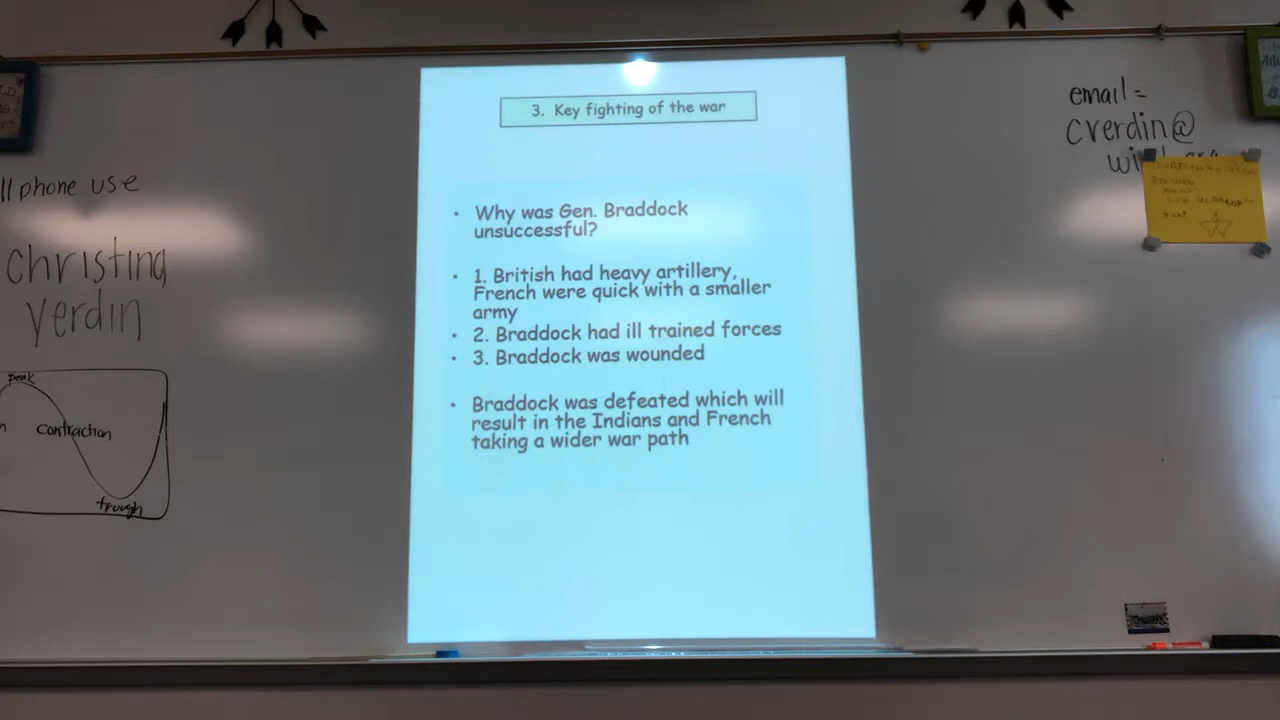 3. Key fighting of the war
• Why was Gen. Braddock
unsuccessful?
• 1. British had heavy artillery,
French were quick with a smaller
army
• 2. Braddock had ill trained forces
• 3. Braddock was wounded
• Braddock was defeated which will
result in the Indians and French
taking a wider war path
ll phone use
christina
verdin
peak
contraction
trough
email =
cverdin@